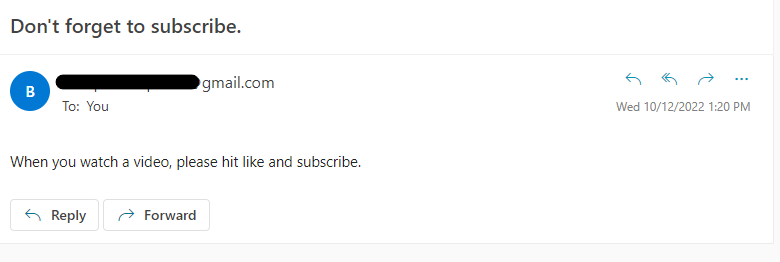 Don't forget to subscribe.
B
gmail.com
To: You
Wed 10/12/2022 1:20 PM
When you watch a video, please hit like and subscribe.
Reply
Forward